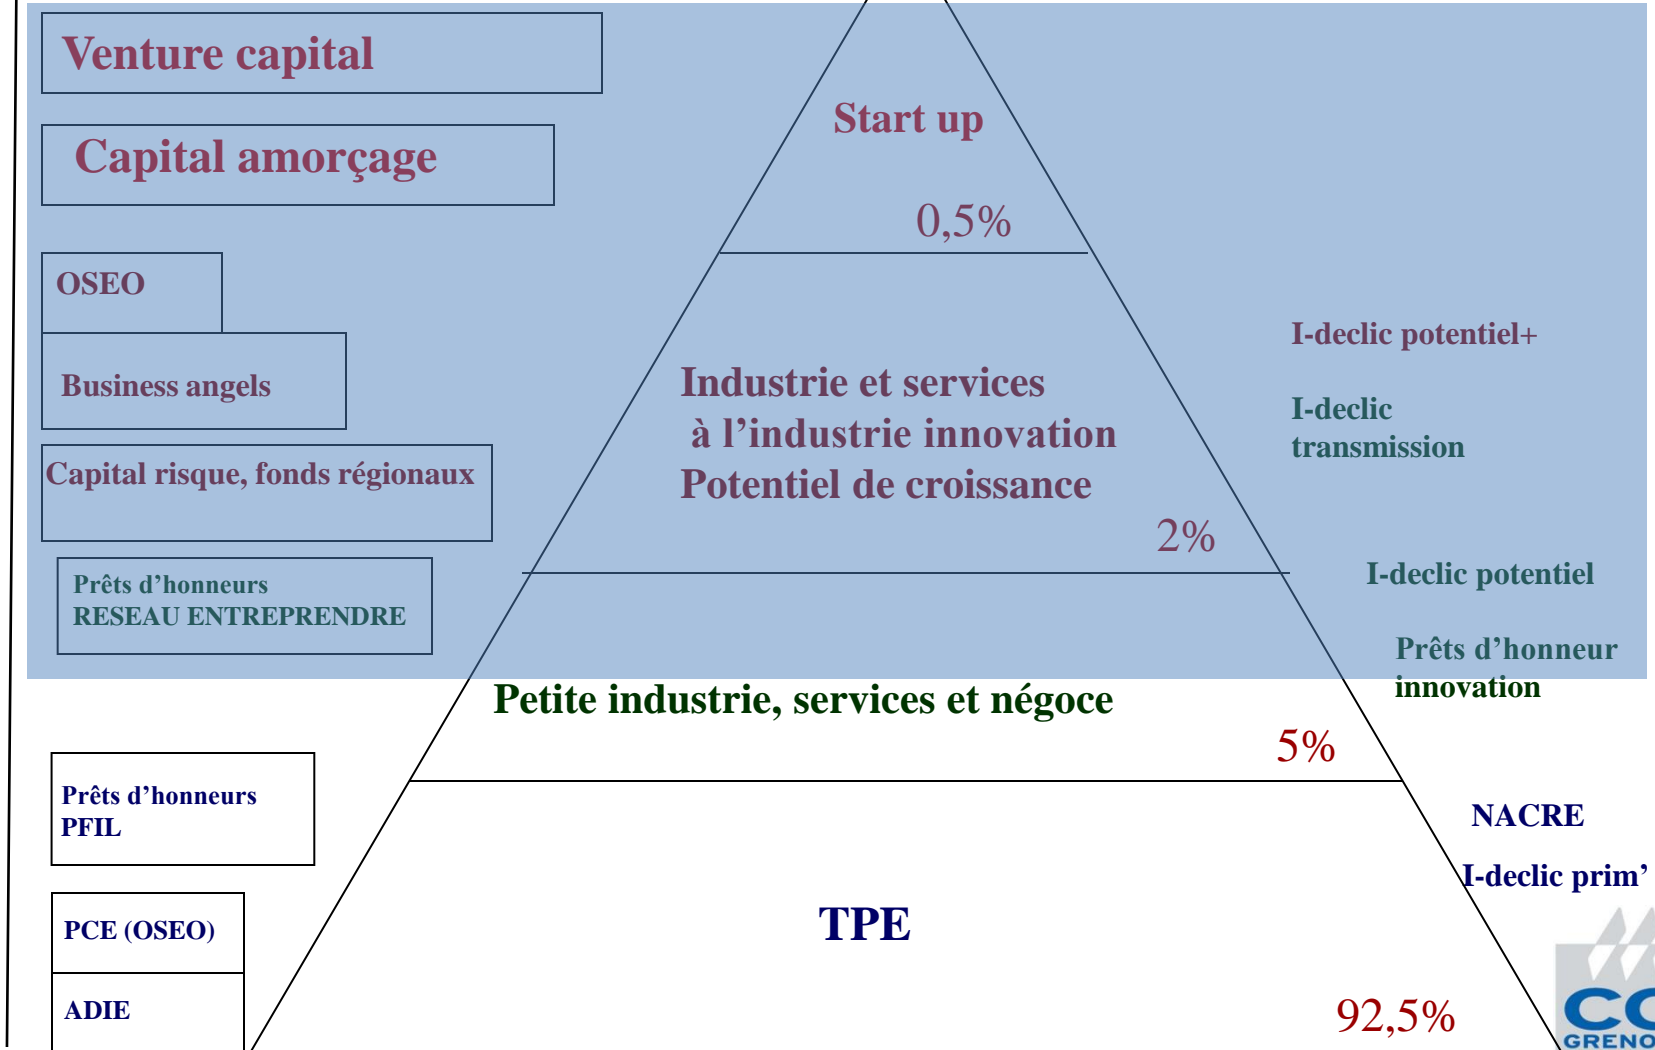 Venture capital
Capital amorçage
Start up
0,5%
OSEO
Business angels
Capital risque, fonds régionaux
Prêts d’honneurs
RESEAU ENTREPRENDRE
Industrie et services
à l’industrie innovation
Potentiel de croissance
2%
I-declic potentiel+
I-declic
transmission
I-declic potentiel
Prêts d’honneur
innovation
Petite industrie, services et négoce
5%
Prêts d’honneurs
PFIL
PCE (OSEO)
ADIE
TPE
92,5%
NACRE
I-declic prim’